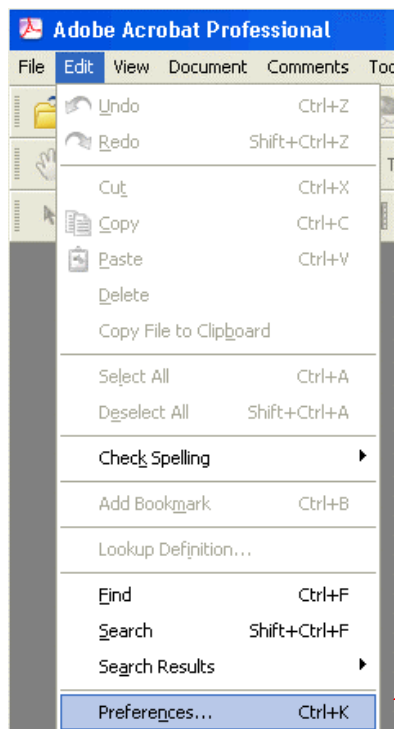 Adobe Acrobat Professional
File Edit View Document Comments
Undo Ctrl+Z
Redo Shift+Ctrl+Z
Cut Ctrl+X
Copy Ctrl+C
Paste Ctrl+V
Delete
Copy File to Clipboard
Select All Ctrl+A
Deselect All Shift+Ctrl+A
Check Spelling
Add Bookmark Ctrl+B
Lookup Definition...
Find Ctrl+F
Search Shift+Ctrl+F
Search Results
Preferences... Ctrl+K